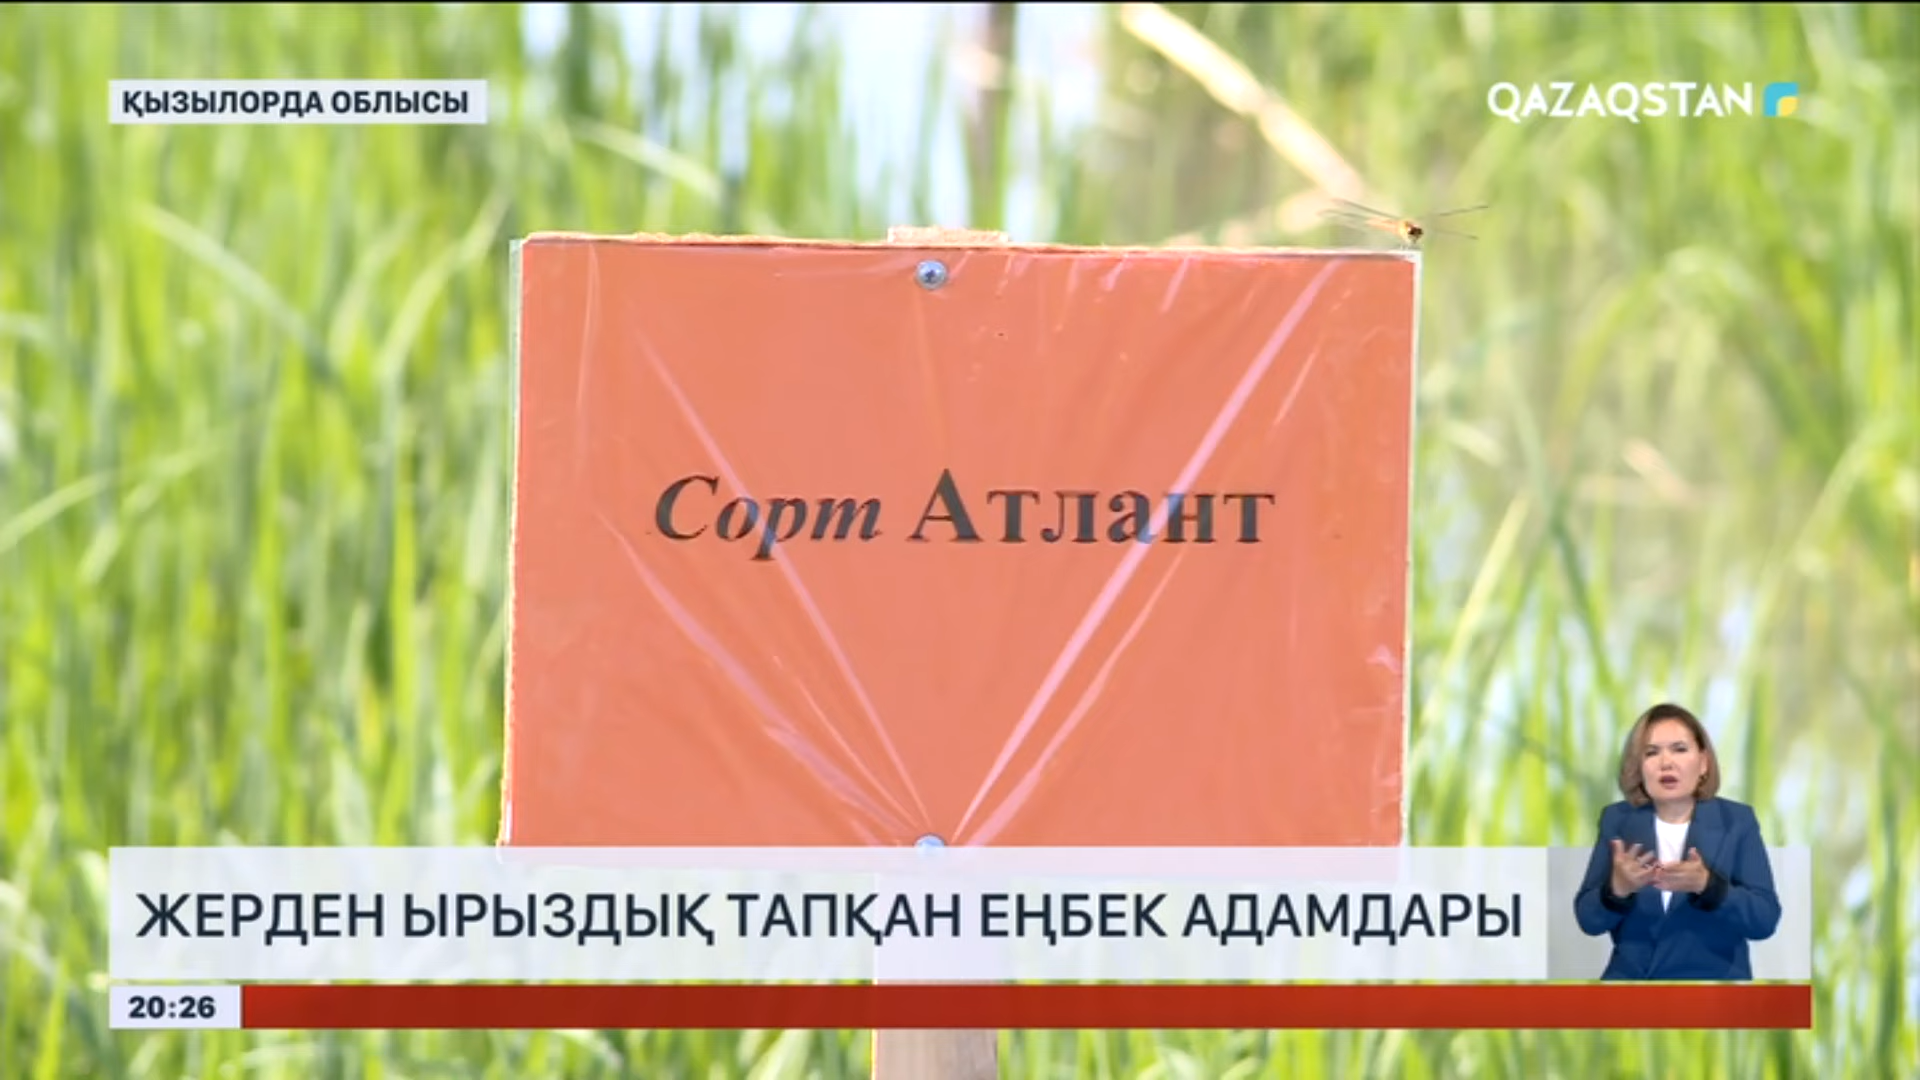 ҚЫЗЫЛОРДА ОБЛЫСЫ
QAZAQSTAN
Сорт Атлант
ЖЕРДЕН ЫРЫЗДЫҚ ТАПҚАН ЕҢБЕК АДАМДАРЫ
20:26